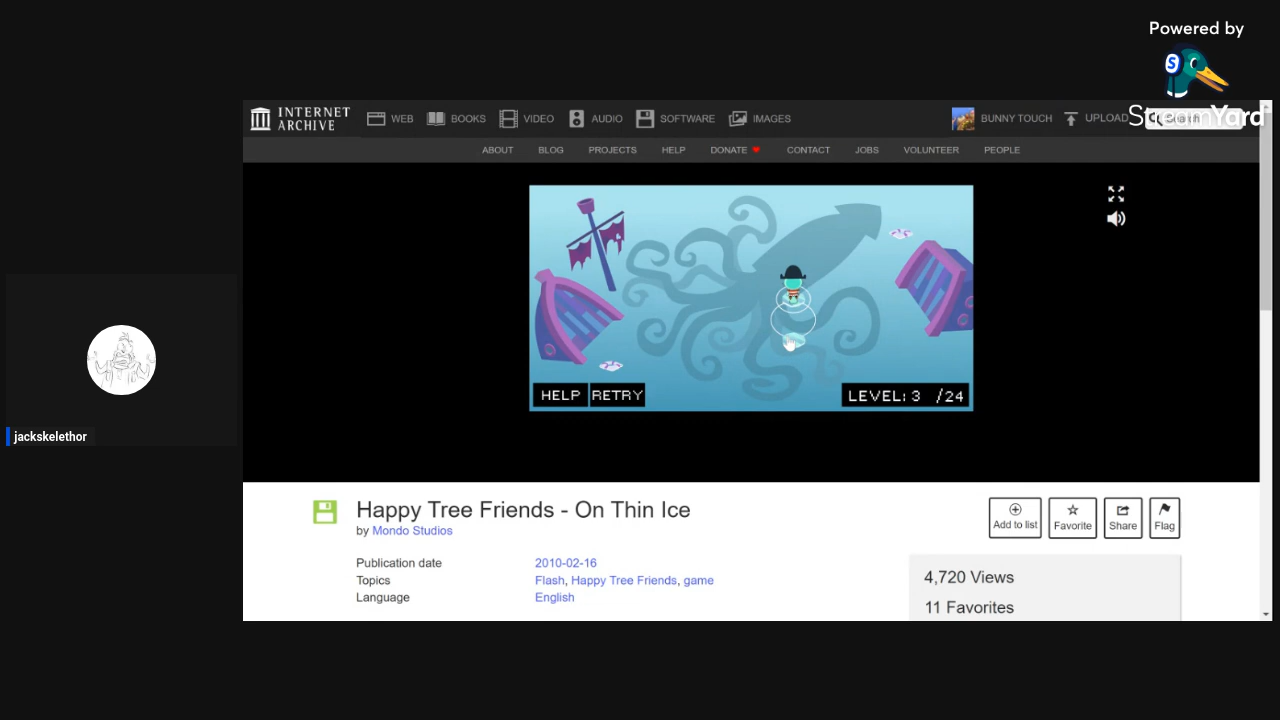 Powered by
S
StreamYard
INTERNET ARCHIVE
WEB BOOKS VIDEO AUDIO SOFTWARE IMAGES BUNNY TOUCH UPLOAD Search
ABOUT BLOG PROJECTS HELP DONATE CONTACT JOBS VOLUNTEER PEOPLE
HELP RETRY LEVEL: 3 /24
jackskelethor
Happy Tree Friends - On Thin Ice
by Mondo Studios
Add to list Favorite Share Flag
Publication date 2010-02-16
Topics Flash, Happy Tree Friends, game
Language English
4,720 Views
11 Favorites